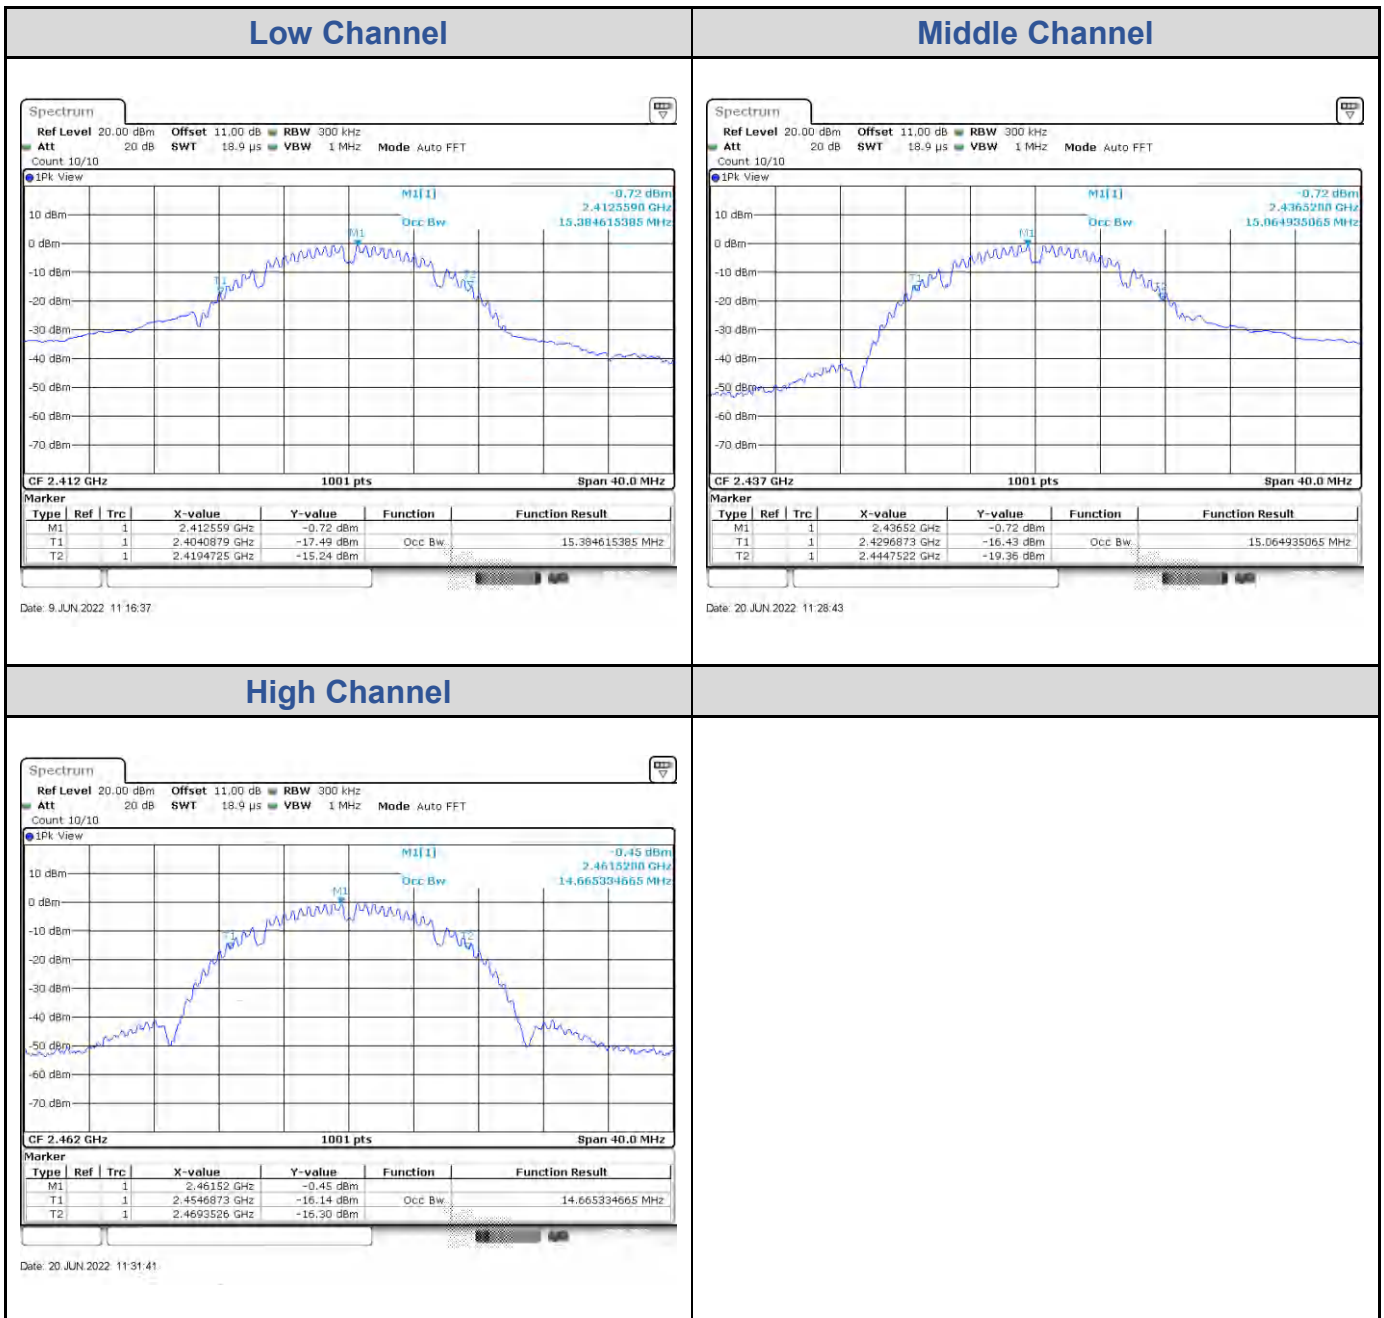 Low Channel
Spectrum
Ref Level 20.00 dBm Offset 11.00 dB RBW 300 kHz
Att 20 dB SWT 18.9 µs VBW 1 MHz Mode Auto FFT
Count 10/10
1Pk View
M1[1] -0.72 dBm
2.4125590 GHz
10 dBm
Occ Bw 15.384615385 MHz
M1
0 dBm
-10 dBm
T1
T2
-20 dBm
-30 dBm
-40 dBm
-50 dBm
-60 dBm
-70 dBm
CF 2.412 GHz 1001 pts Span 40.0 MHz
Marker
Type Ref Trc X-value Y-value Function Function Result
M1 1 2.412559 GHz -0.72 dBm
T1 1 2.4040879 GHz -17.49 dBm Occ Bw 15.384615385 MHz
T2 1 2.4194725 GHz -15.24 dBm
Date: 9.JUN.2022 11:16:37
Middle Channel
Spectrum
Ref Level 20.00 dBm Offset 11.00 dB RBW 300 kHz
Att 20 dB SWT 18.9 µs VBW 1 MHz Mode Auto FFT
Count 10/10
1Pk View
M1[1] -0.72 dBm
2.4365200 GHz
10 dBm
Occ Bw 15.064935065 MHz
M1
0 dBm
-10 dBm
T1
T2
-20 dBm
-30 dBm
-40 dBm
-50 dBm
-60 dBm
-70 dBm
CF 2.437 GHz 1001 pts Span 40.0 MHz
Marker
Type Ref Trc X-value Y-value Function Function Result
M1 1 2.43652 GHz -0.72 dBm
T1 1 2.4296873 GHz -16.43 dBm Occ Bw 15.064935065 MHz
T2 1 2.4447522 GHz -19.36 dBm
Date: 20.JUN.2022 11:28:43
High Channel
Spectrum
Ref Level 20.00 dBm Offset 11.00 dB RBW 300 kHz
Att 20 dB SWT 18.9 µs VBW 1 MHz Mode Auto FFT
Count 10/10
1Pk View
M1[1] -0.45 dBm
2.4615200 GHz
10 dBm
Occ Bw 14.665334665 MHz
M1
0 dBm
-10 dBm
T1
T2
-20 dBm
-30 dBm
-40 dBm
-50 dBm
-60 dBm
-70 dBm
CF 2.462 GHz 1001 pts Span 40.0 MHz
Marker
Type Ref Trc X-value Y-value Function Function Result
M1 1 2.46152 GHz -0.45 dBm
T1 1 2.4546873 GHz -16.14 dBm Occ Bw 14.665334665 MHz
T2 1 2.4693526 GHz -16.30 dBm
Date: 20.JUN.2022 11:31:41